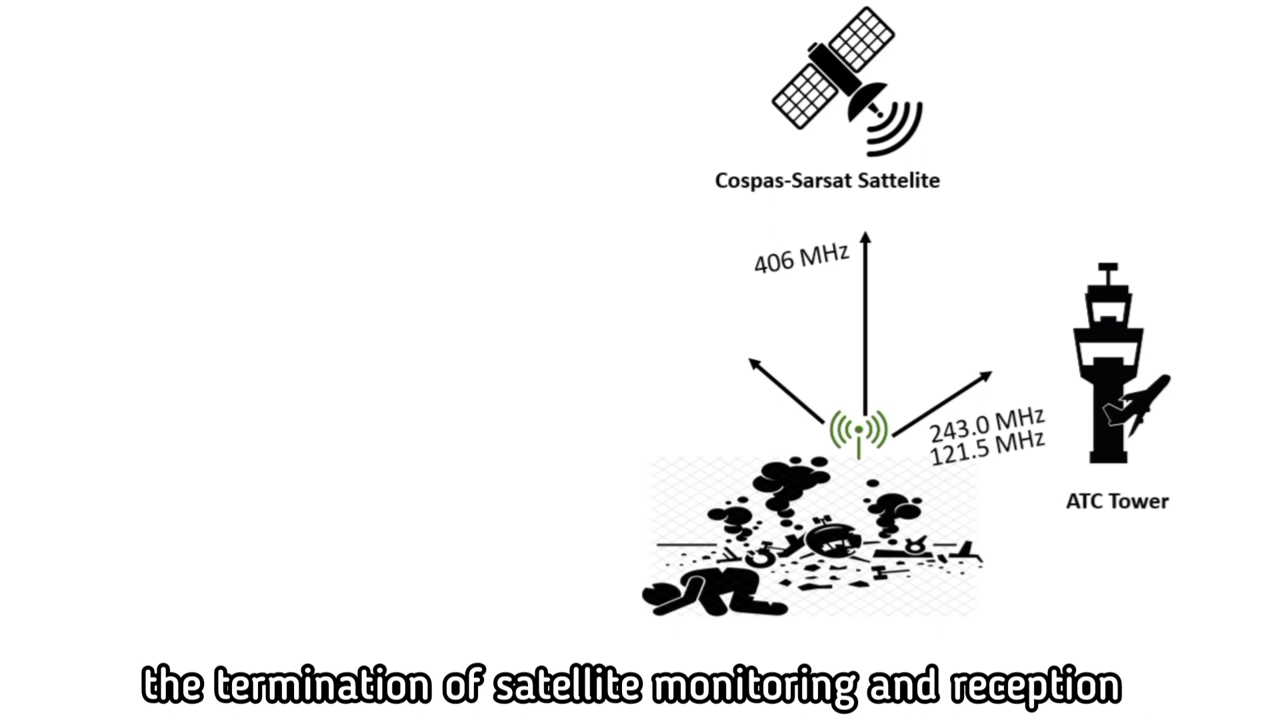 Cospas-Sarsat Sattelite
406 MHz
243.0 MHz
121.5 MHz
ATC Tower
the termination of satellite monitoring and reception